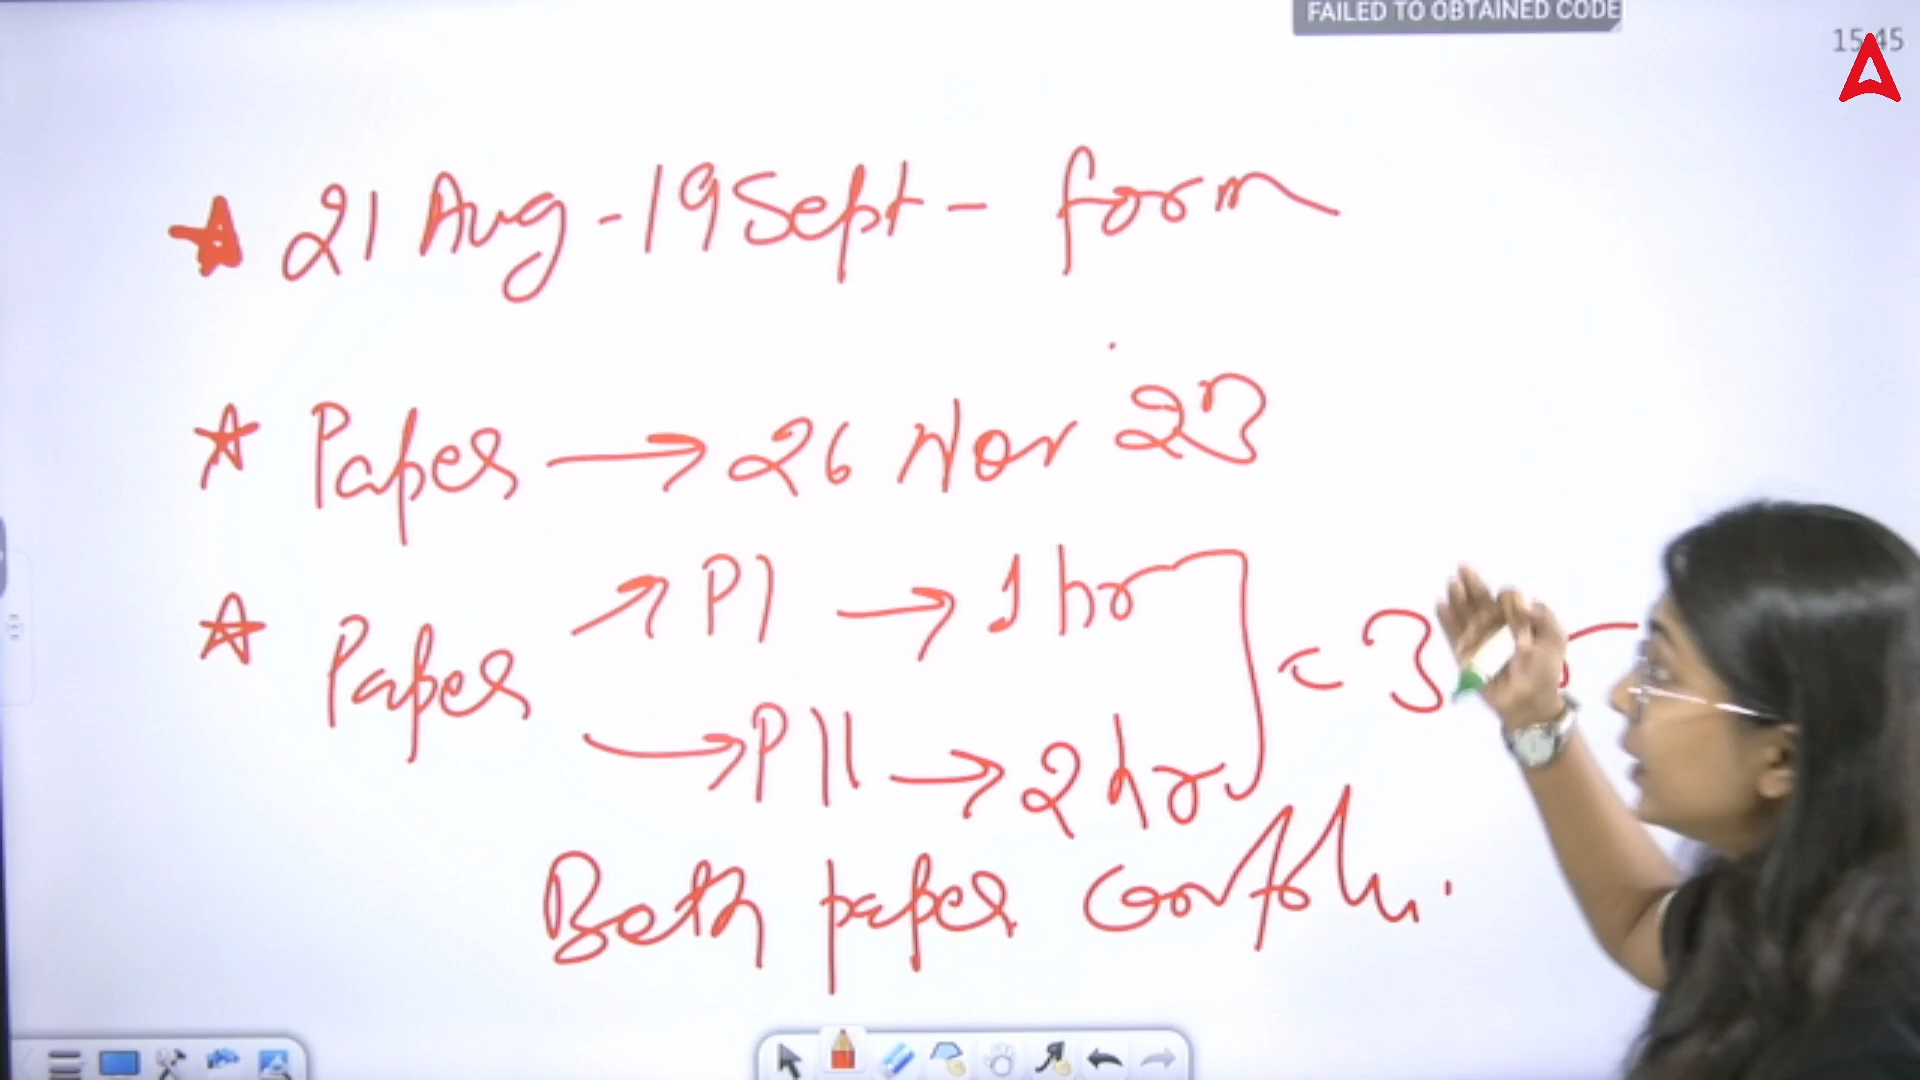 FAILED TO OBTAINED CODE
15:45
★ 21 Aug - 19 Sept - form
☆ Paper → 26 Nov 23
☆ Paper
↗ PI → 1 hr
→ PII → 2 hr
= 3
Both paper